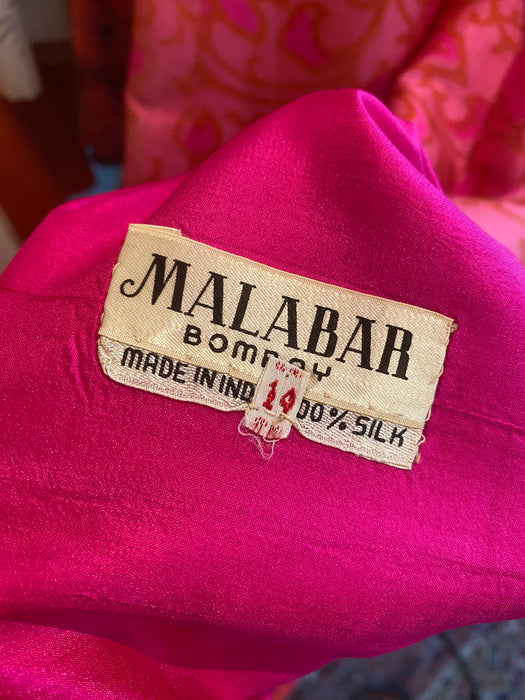 MALABAR
BOMBAY
MADE IN INDIA 100% SILK
14